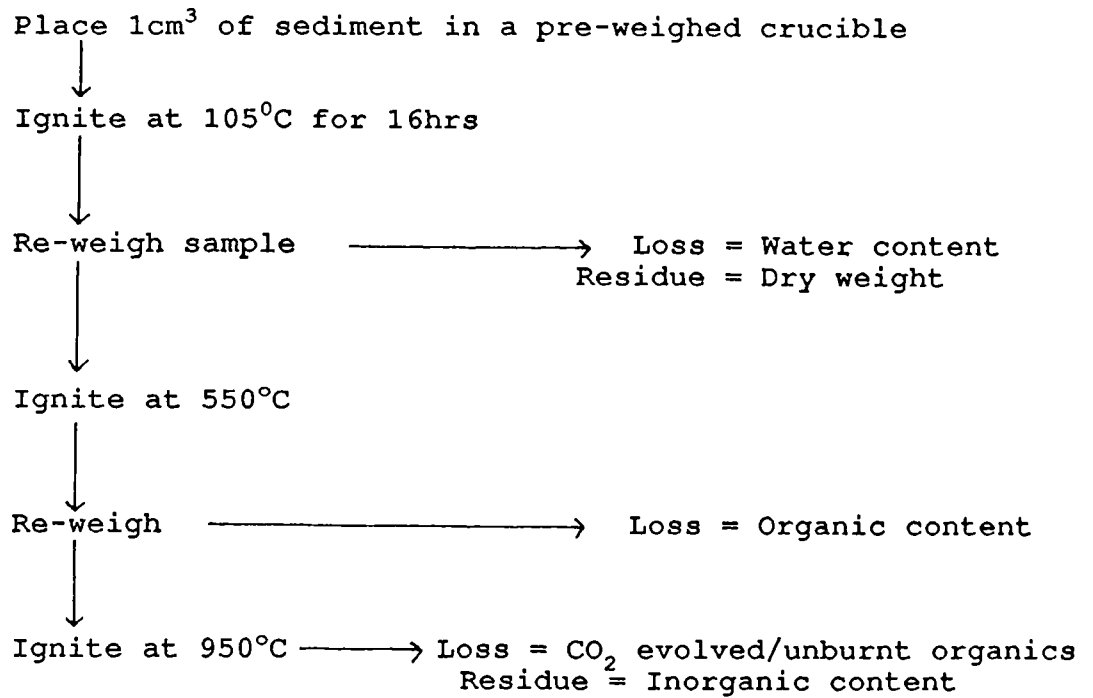 Place 1cm³ of sediment in a pre-weighed crucible
Ignite at 105⁰C for 16hrs
Re-weigh sample
Loss = Water content
Residue = Dry weight
Ignite at 550°C
Re-weigh
Loss = Organic content
Ignite at 950°C
Loss = CO₂ evolved/unburnt organics
Residue = Inorganic content